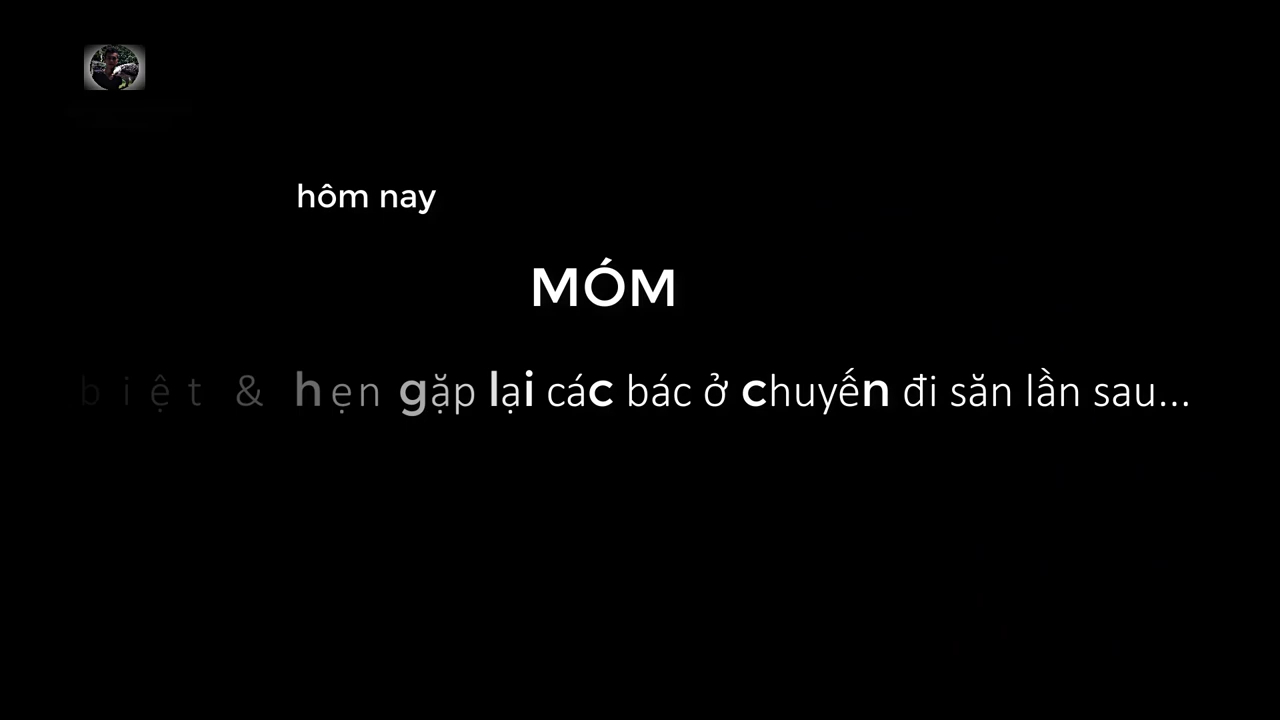 hôm nay
MÓM
biệt & hẹn gặp lại các bác ở chuyến đi săn lần sau...